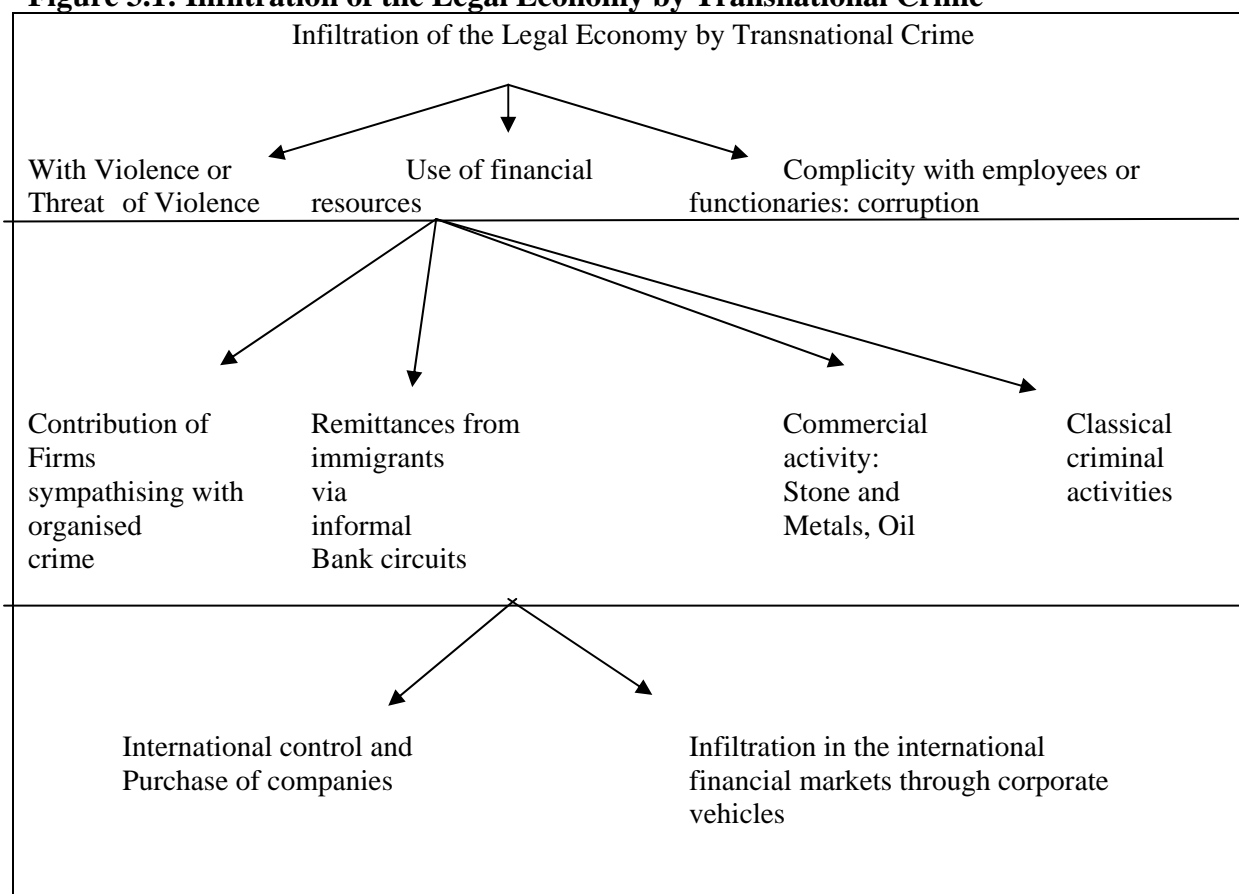 Figure 3.1: Infiltration of the Legal Economy by Transnational Crime
Infiltration of the Legal Economy by Transnational Crime
With Violence or
Threat of Violence
Use of financial
resources
Complicity with employees or
functionaries: corruption
Contribution of
Firms
sympathising with
organised
crime
Remittances from
immigrants
via
informal
Bank circuits
Commercial
activity:
Stone and
Metals, Oil
Classical
criminal
activities
International control and
Purchase of companies
Infiltration in the international
financial markets through corporate
vehicles